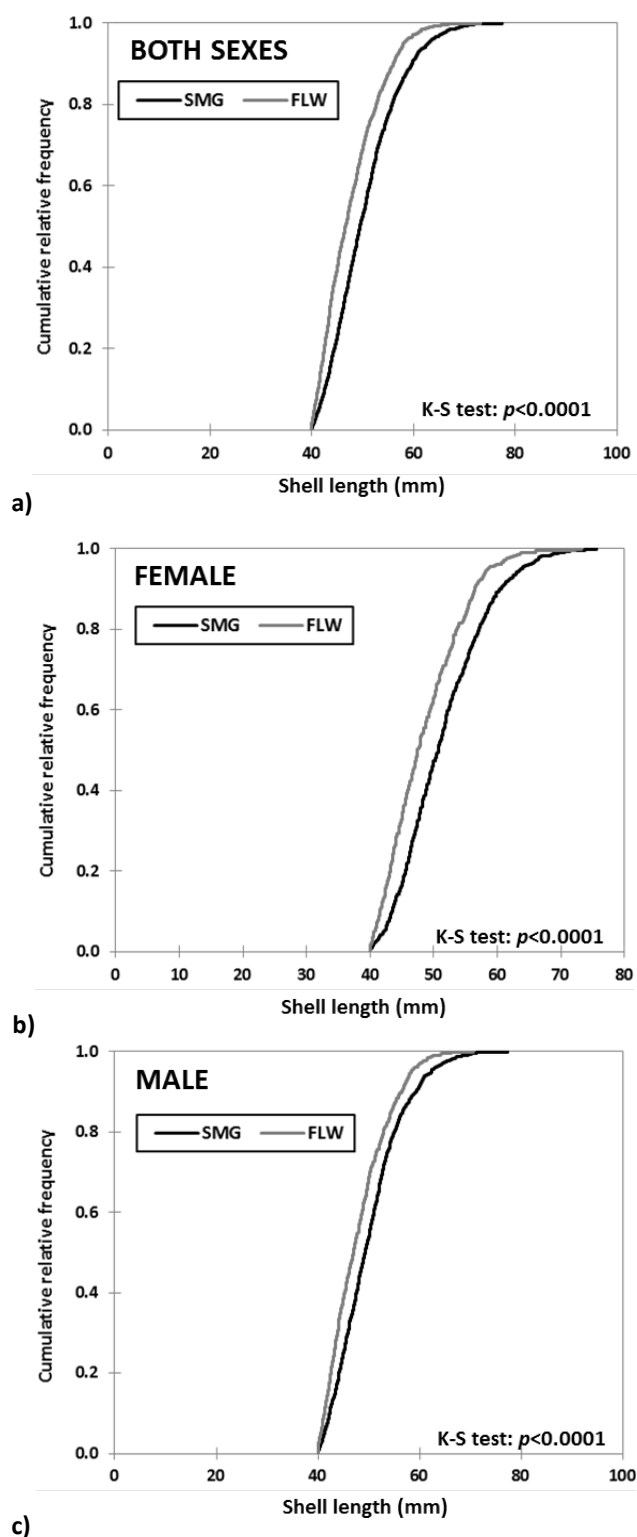 BOTH SEXES
SMG FLW
Cumulative relative frequency
1.0
0.8
0.6
0.4
0.2
0.0
K-S test: p<0.0001
0 20 40 60 80 100
Shell length (mm)
a)
FEMALE
SMG FLW
Cumulative relative frequency
1.0
0.8
0.6
0.4
0.2
0.0
K-S test: p<0.0001
0 10 20 30 40 50 60 70 80
Shell length (mm)
b)
MALE
SMG FLW
Cumulative relative frequency
1.0
0.8
0.6
0.4
0.2
0.0
K-S test: p<0.0001
0 20 40 60 80 100
Shell length (mm)
c)